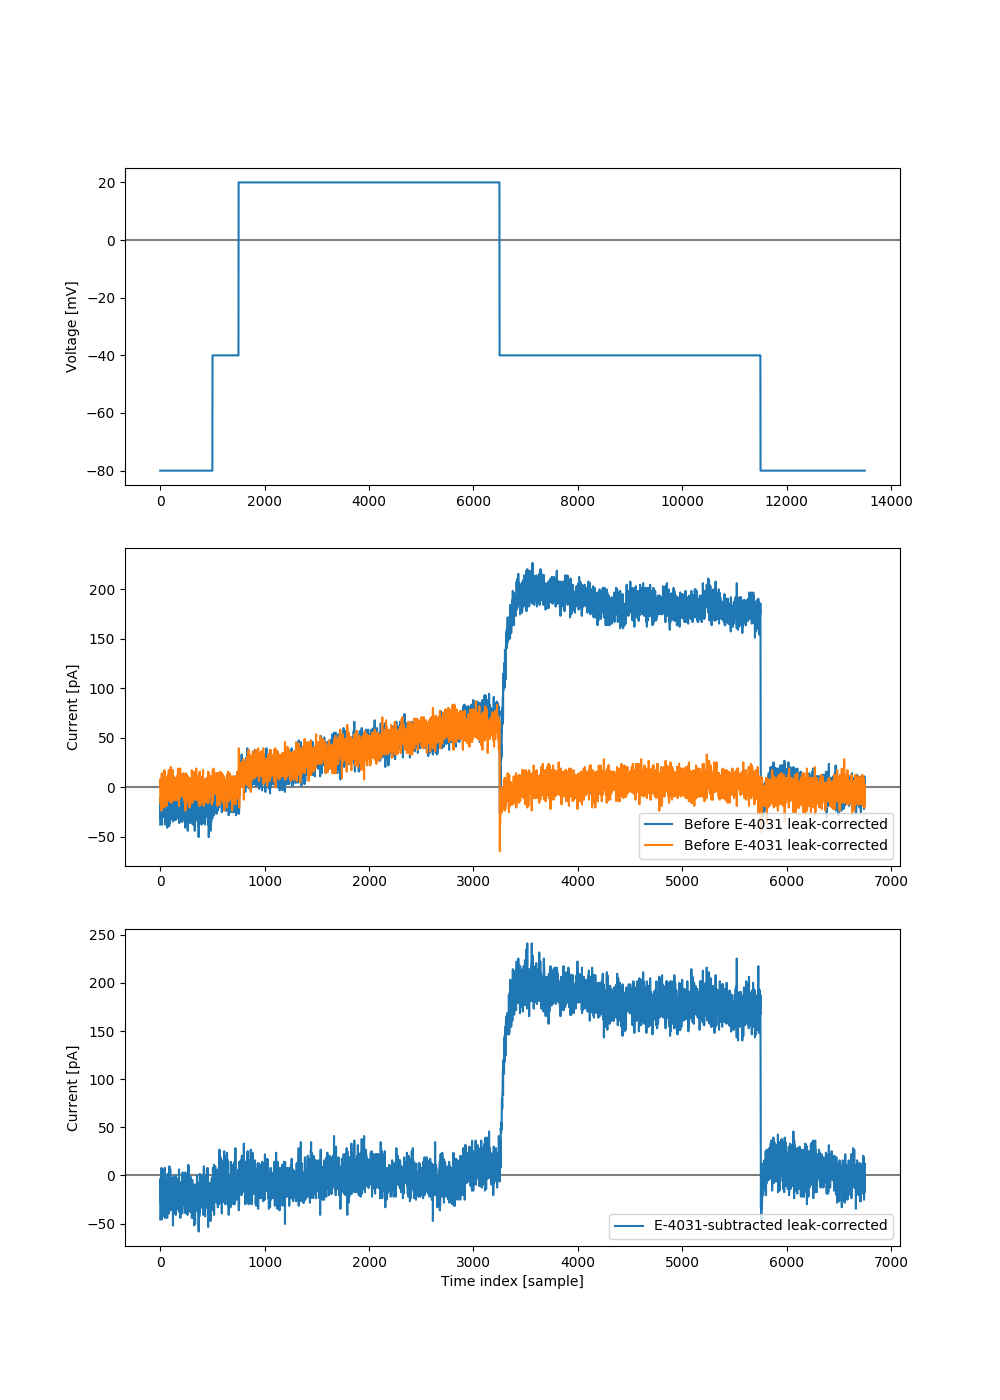 20
0
−20
−40
−60
−80
Voltage [mV]
0 2000 4000 6000 8000 10000 12000 14000
200
150
100
50
0
−50
Current [pA]
Before E-4031 leak-corrected
Before E-4031 leak-corrected
0 1000 2000 3000 4000 5000 6000 7000
250
200
150
100
50
0
−50
Current [pA]
E-4031-subtracted leak-corrected
0 1000 2000 3000 4000 5000 6000 7000
Time index [sample]